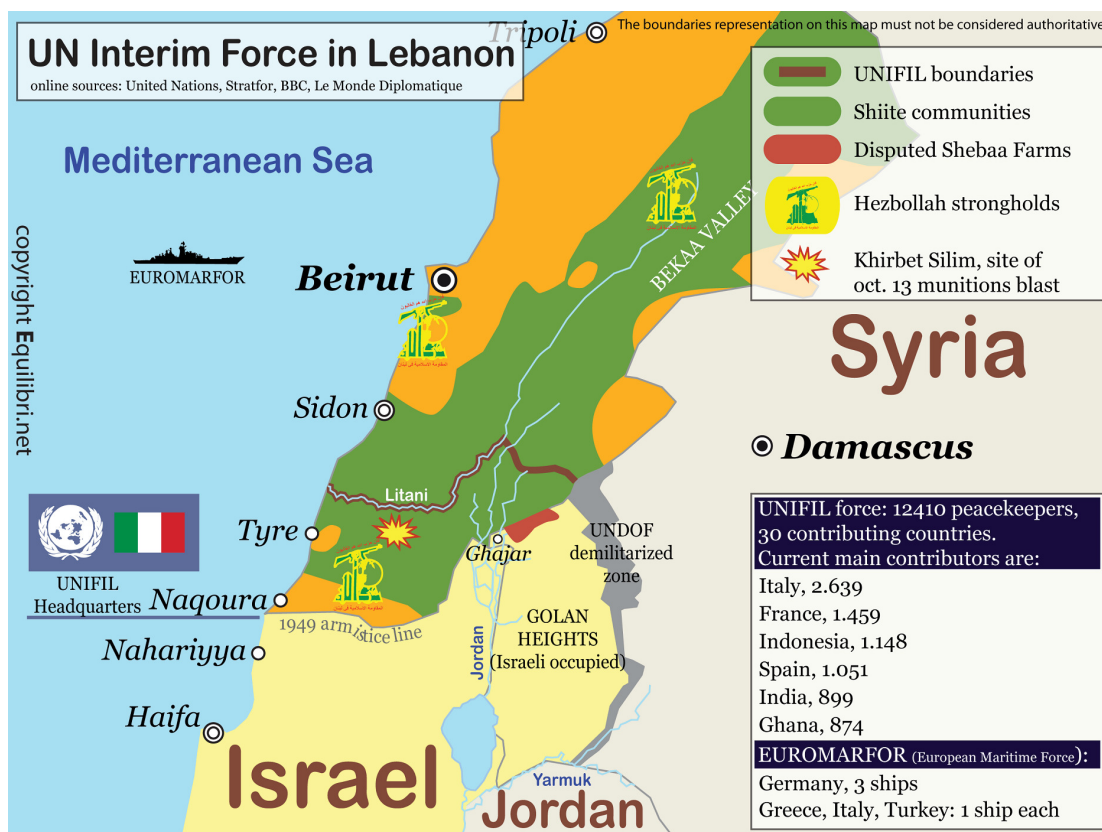 Tripoli
The boundaries representation on this map must not be considered authoritative
UN Interim Force in Lebanon
online sources: United Nations, Stratfor, BBC, Le Monde Diplomatique
UNIFIL boundaries
Shiite communities
Disputed Shebaa Farms
Hezbollah strongholds
Khirbet Silim, site of
oct. 13 munitions blast
Mediterranean Sea
copyright Equilibri.net
EUROMARFOR
BEKAA VALLEY
Beirut
Syria
Sidon
Damascus
Litani
Tyre
Ghajar
UNDOF
demilitarized
zone
UNIFIL
Headquarters
Naqoura
1949 armistice line
GOLAN
HEIGHTS
(Israeli occupied)
Jordan
Nahariyya
Haifa
Israel
Yarmuk
Jordan
UNIFIL force: 12410 peacekeepers,
30 contributing countries.
Current main contributors are:
Italy, 2.639
France, 1.459
Indonesia, 1.148
Spain, 1.051
India, 899
Ghana, 874
EUROMARFOR (European Maritime Force):
Germany, 3 ships
Greece, Italy, Turkey: 1 ship each